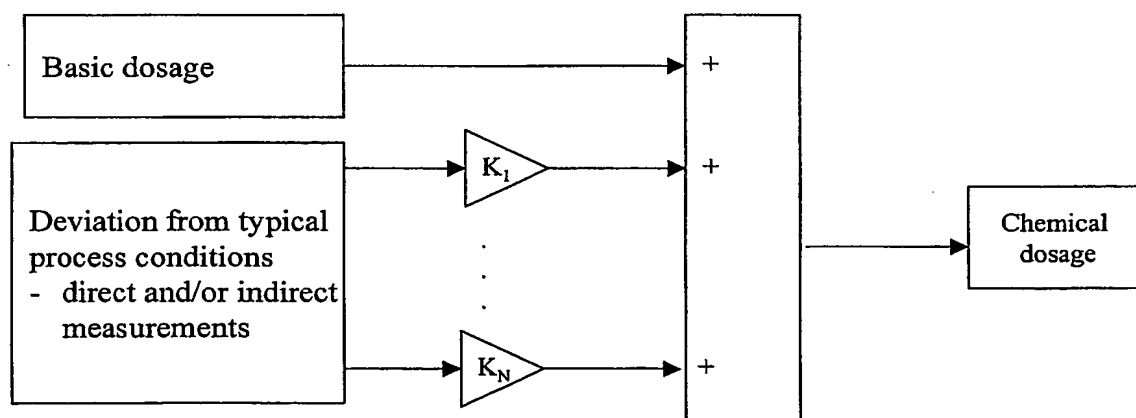 Basic dosage
+
K1
+
Deviation from typical
process conditions
- direct and/or indirect
measurements
Chemical
dosage
KN
+